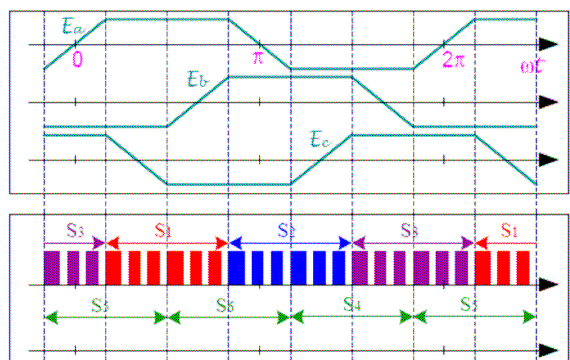 Ea
0 π 2π ωt
Eb
Ec
S3 S1 S2 S3 S1
S5 S6 S4 S5